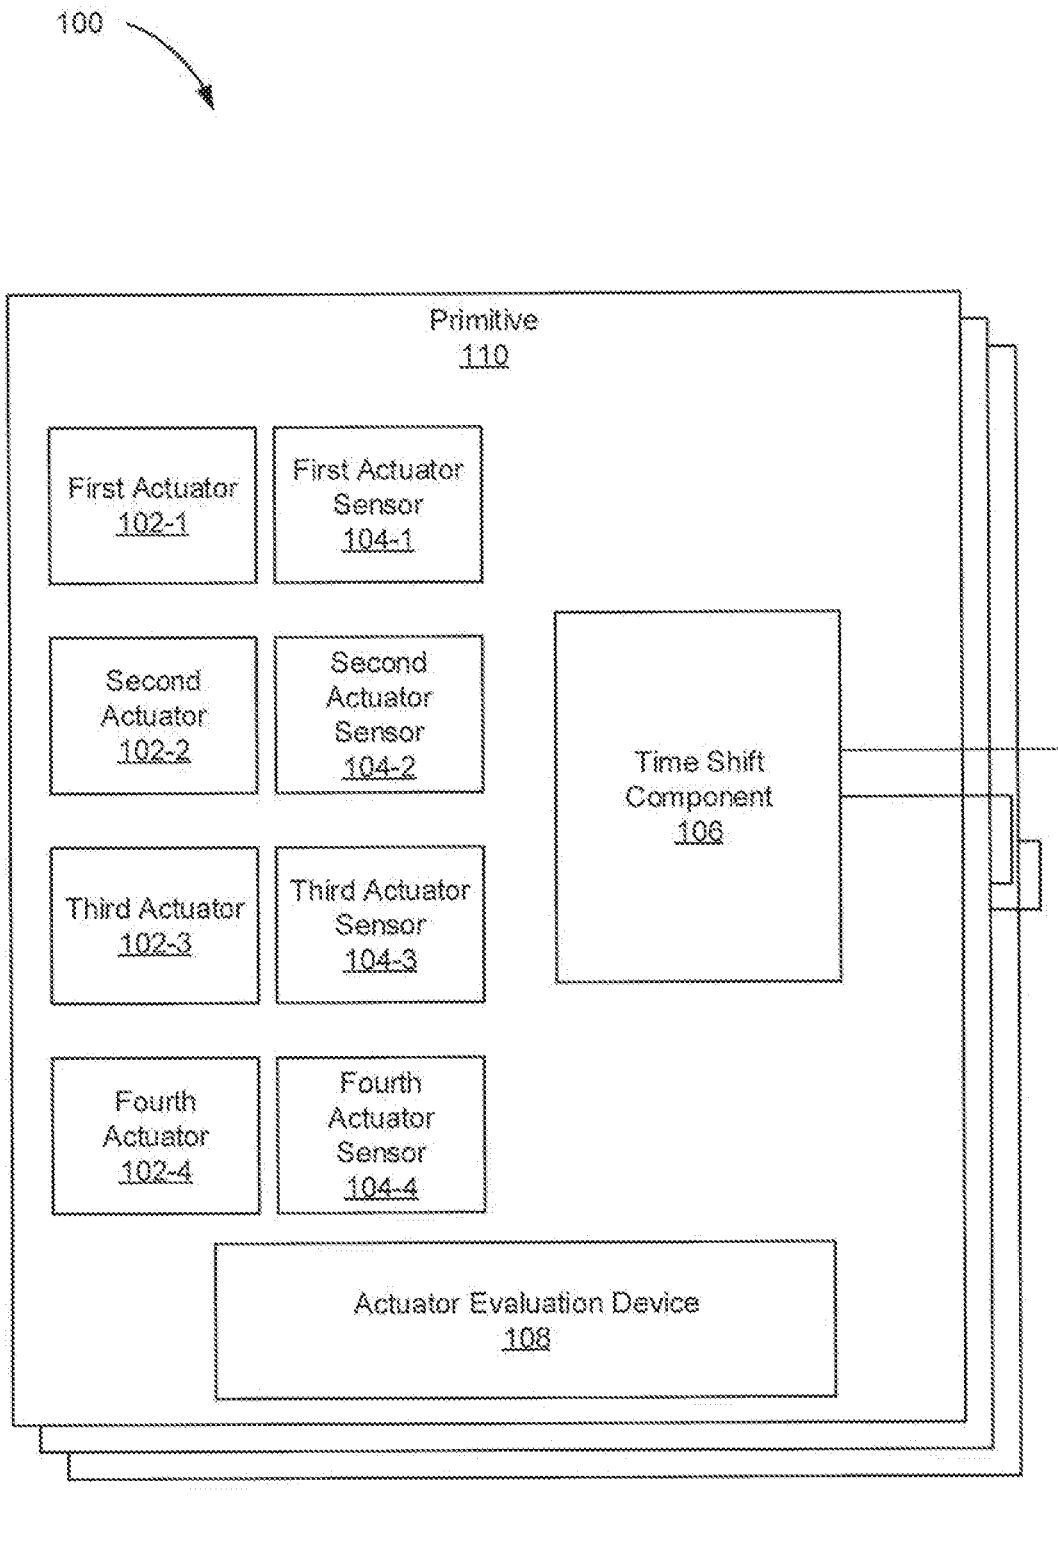 100
Primitive
110
First Actuator
102-1
First Actuator
Sensor
104-1
Second
Actuator
102-2
Second
Actuator
Sensor
104-2
Time Shift
Component
106
Third Actuator
102-3
Third Actuator
Sensor
104-3
Fourth
Actuator
102-4
Fourth
Actuator
Sensor
104-4
Actuator Evaluation Device
108